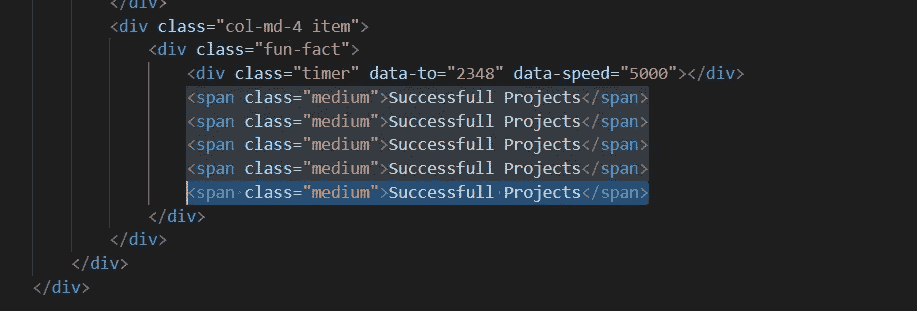 </div>
<div class="col-md-4 item">
<div class="fun-fact">
<div class="timer" data-to="2348" data-speed="5000"></div>
<span class="medium">Successfull Projects</span>
<span class="medium">Successfull Projects</span>
<span class="medium">Successfull Projects</span>
<span class="medium">Successfull Projects</span>
<span class="medium">Successfull Projects</span>
</div>
</div>
</div>
</div>